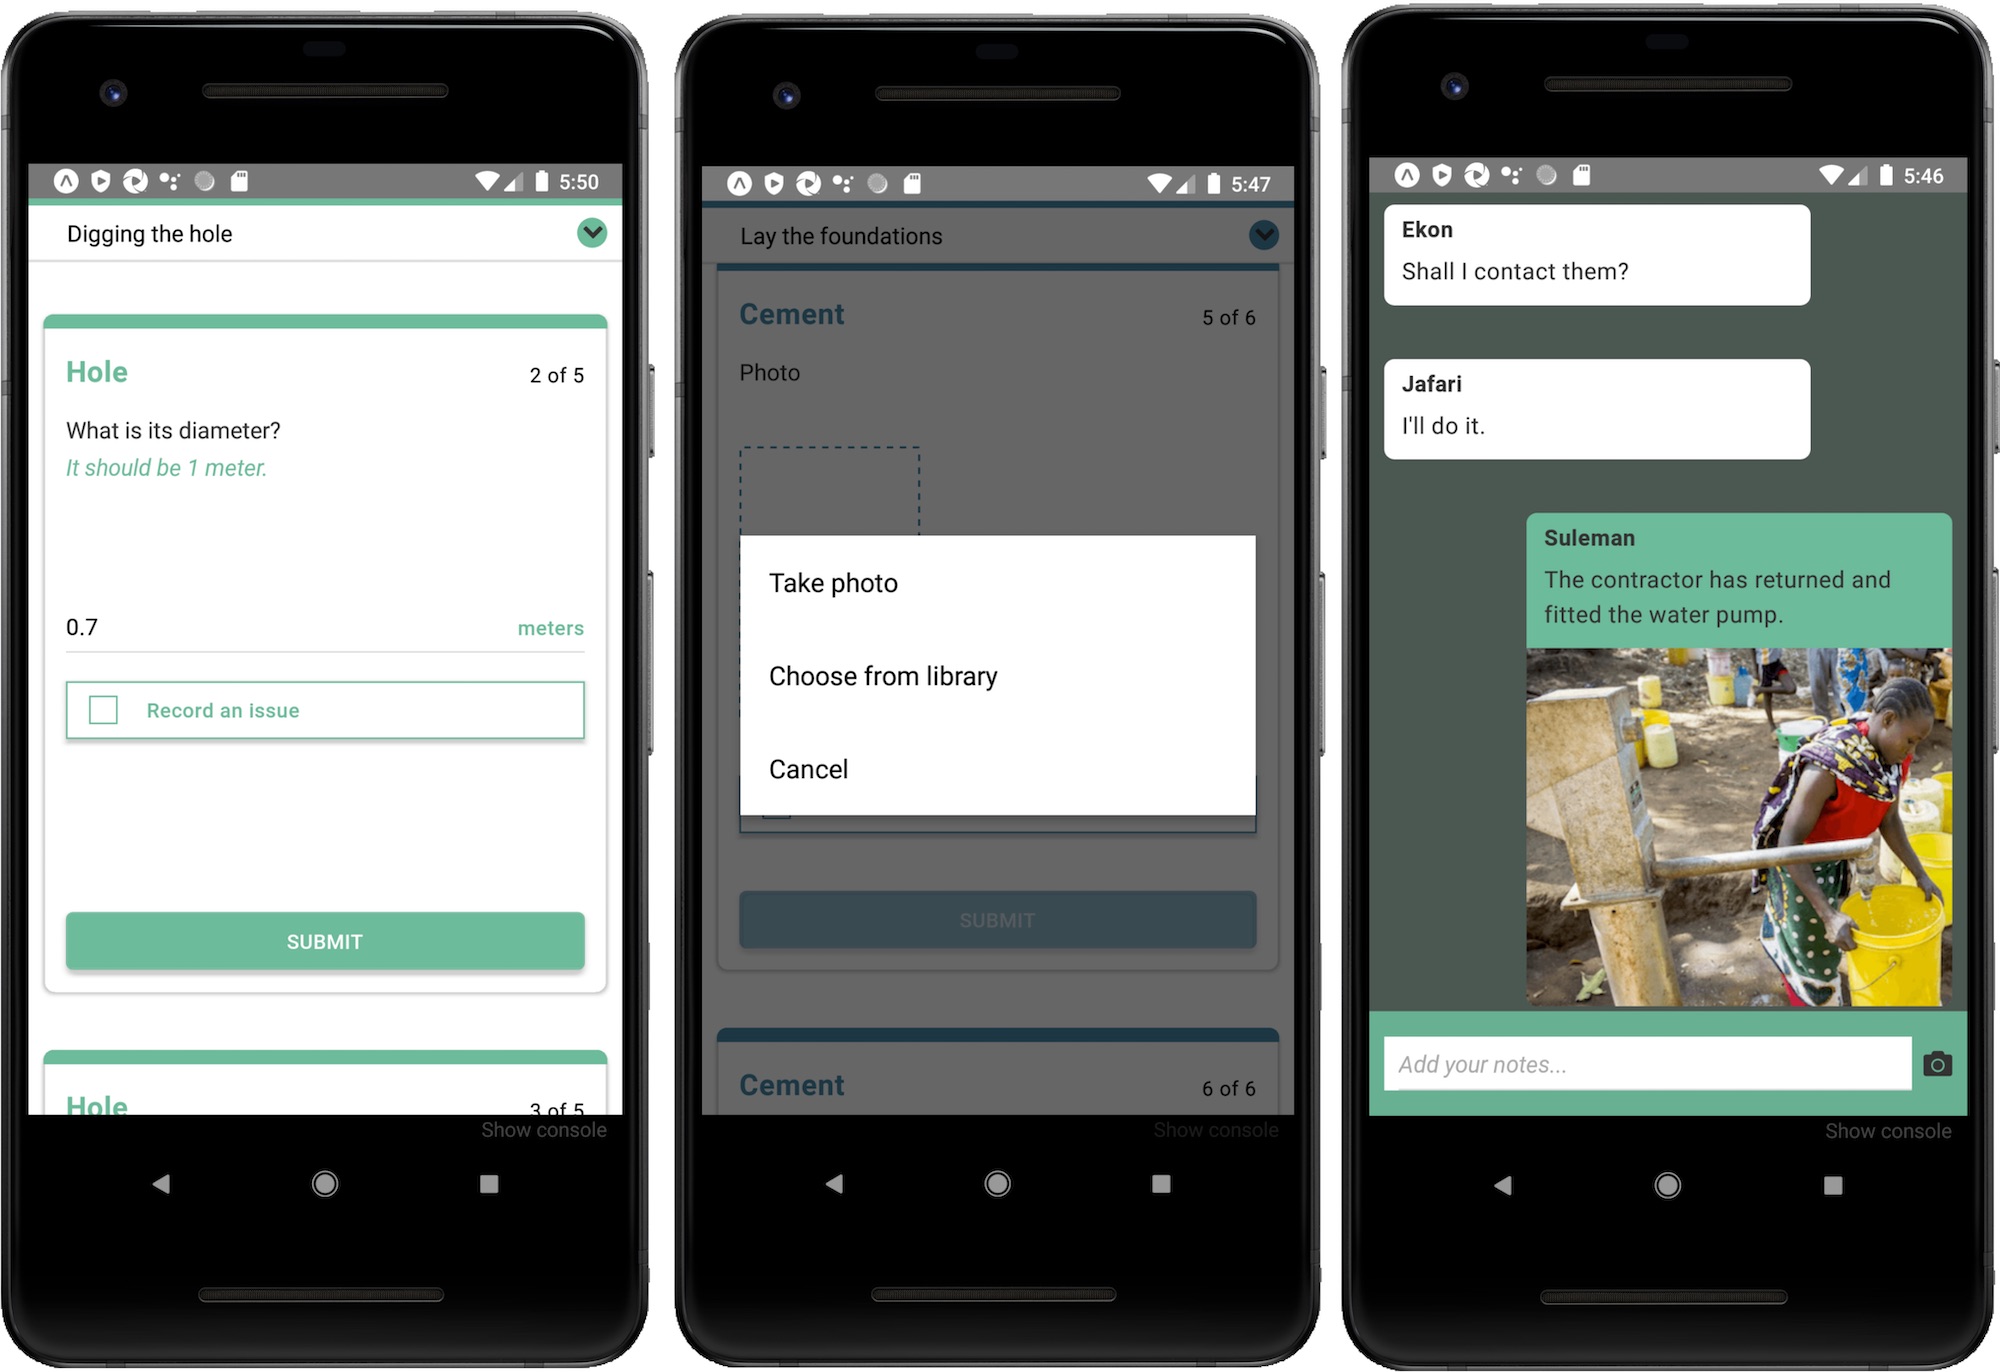 5:50
Digging the hole
Hole
2 of 5
What is its diameter?
It should be 1 meter.
0.7
meters
Record an issue
SUBMIT
Hole
3 of 5
Show console
5:47
Lay the foundations
Cement
5 of 6
Photo
Take photo
Choose from library
Cancel
SUBMIT
Cement
6 of 6
Show console
5:46
Ekon
Shall I contact them?
Jafari
I'll do it.
Suleman
The contractor has returned and
fitted the water pump.
Add your notes...
Show console